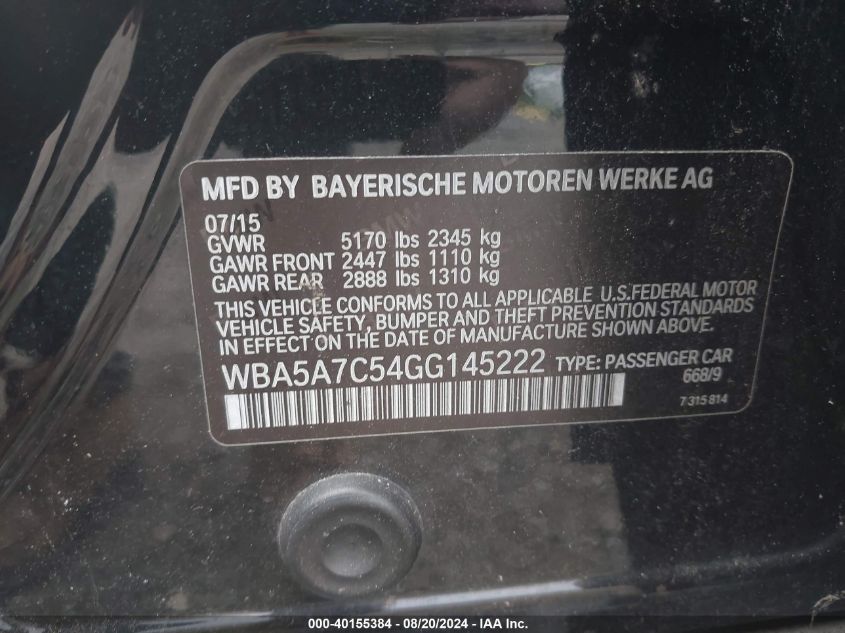 MFD BY BAYERISCHE MOTOREN WERKE AG
07/15
GVWR 5170 lbs 2345 kg
GAWR FRONT 2447 lbs 1110 kg
GAWR REAR 2888 lbs 1310 kg
THIS VEHICLE CONFORMS TO ALL APPLICABLE U.S.FEDERAL MOTOR
VEHICLE SAFETY, BUMPER AND THEFT PREVENTION STANDARDS
IN EFFECT ON THE DATE OF MANUFACTURE SHOWN ABOVE.
WBA5A7C54GG145222 TYPE: PASSENGER CAR
668/9
7 315 814
000-40155384 - 08/20/2024 - IAAI - Copart Inc.